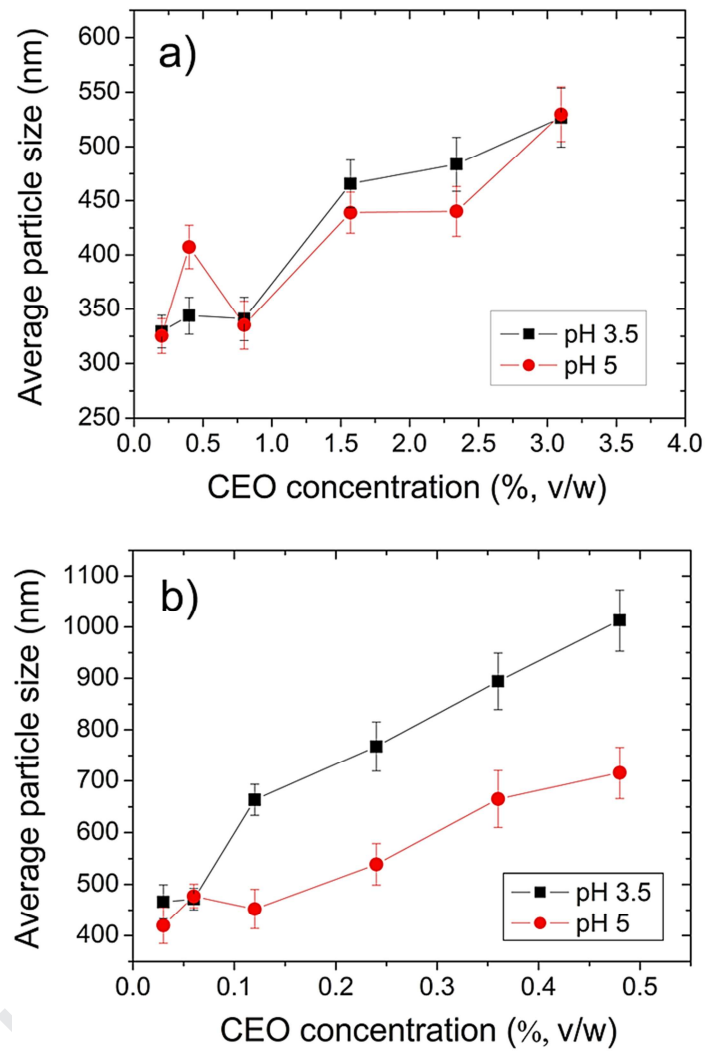 a)
600
550
500
450
400
350
300
250
Average particle size (nm)
pH 3.5
pH 5
0.0 0.5 1.0 1.5 2.0 2.5 3.0 3.5 4.0
CEO concentration (%, v/w)
b)
1100
1000
900
800
700
600
500
400
Average particle size (nm)
pH 3.5
pH 5
0.0 0.1 0.2 0.3 0.4 0.5
CEO concentration (%, v/w)